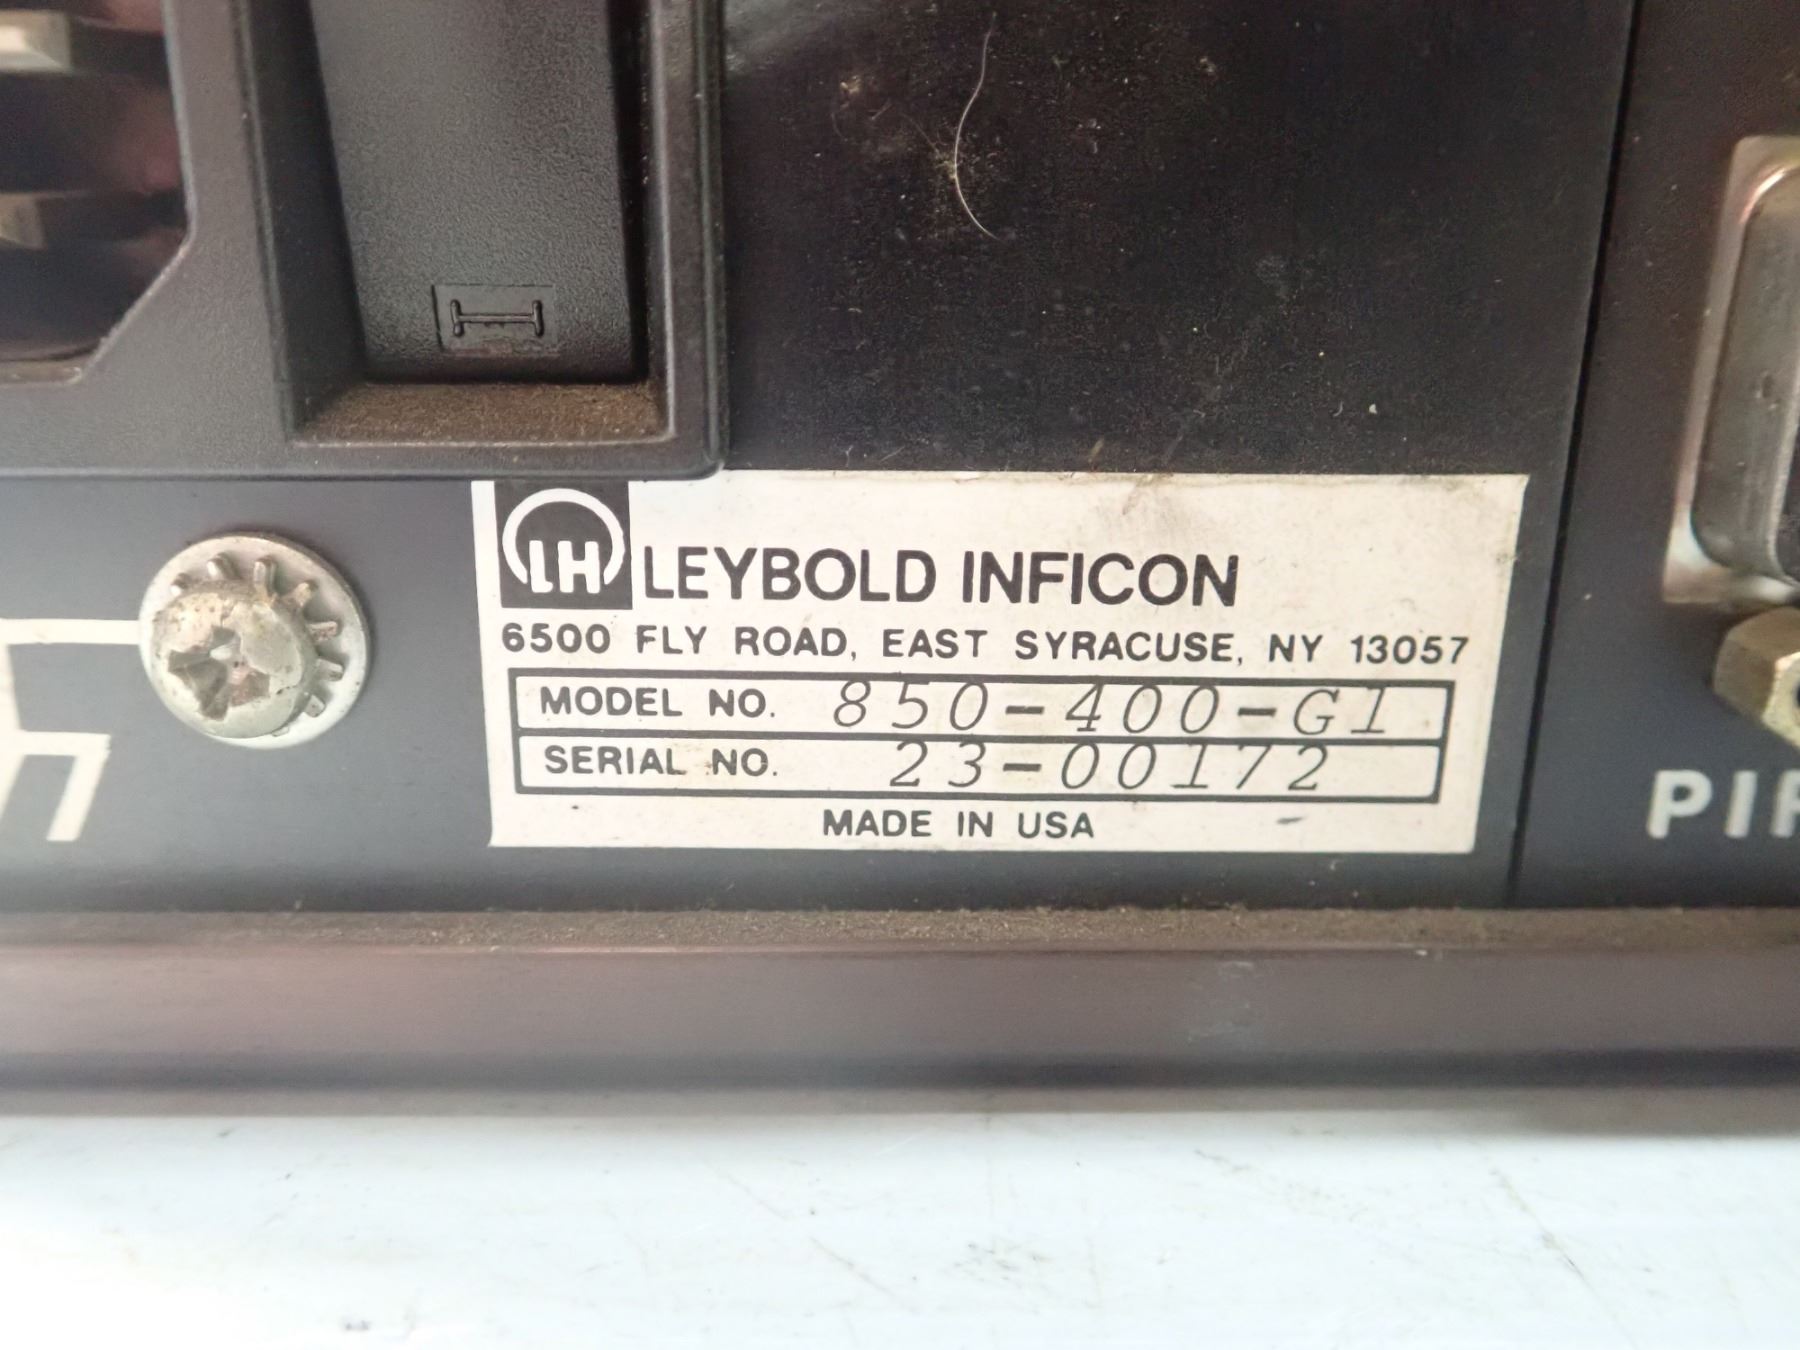 LH LEYBOLD INFICON
6500 FLY ROAD, EAST SYRACUSE, NY 13057
MODEL NO. 850-400-G1
SERIAL NO. 23-00172
MADE IN USA